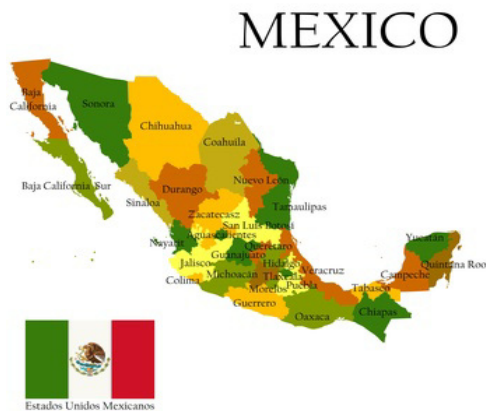 MEXICO
Baja
California
Sonora
Chihuahua
Coahuila
Baja California Sur
Sinaloa
Durango
Nuevo León
Tamaulipas
Zacatecasz
San Luis Potosá
Aguascalientes
Nayarit
Guanajuato
Querétaro
Jalisco
Hidalgo
Colima
Michoacán
Tlaxcala
Morelos
Puebla
Veracruz
Guerrero
Oaxaca
Tabasco
Chiapas
Campeche
Yucatán
Quintana Roo
Estados Unidos Mexicanos